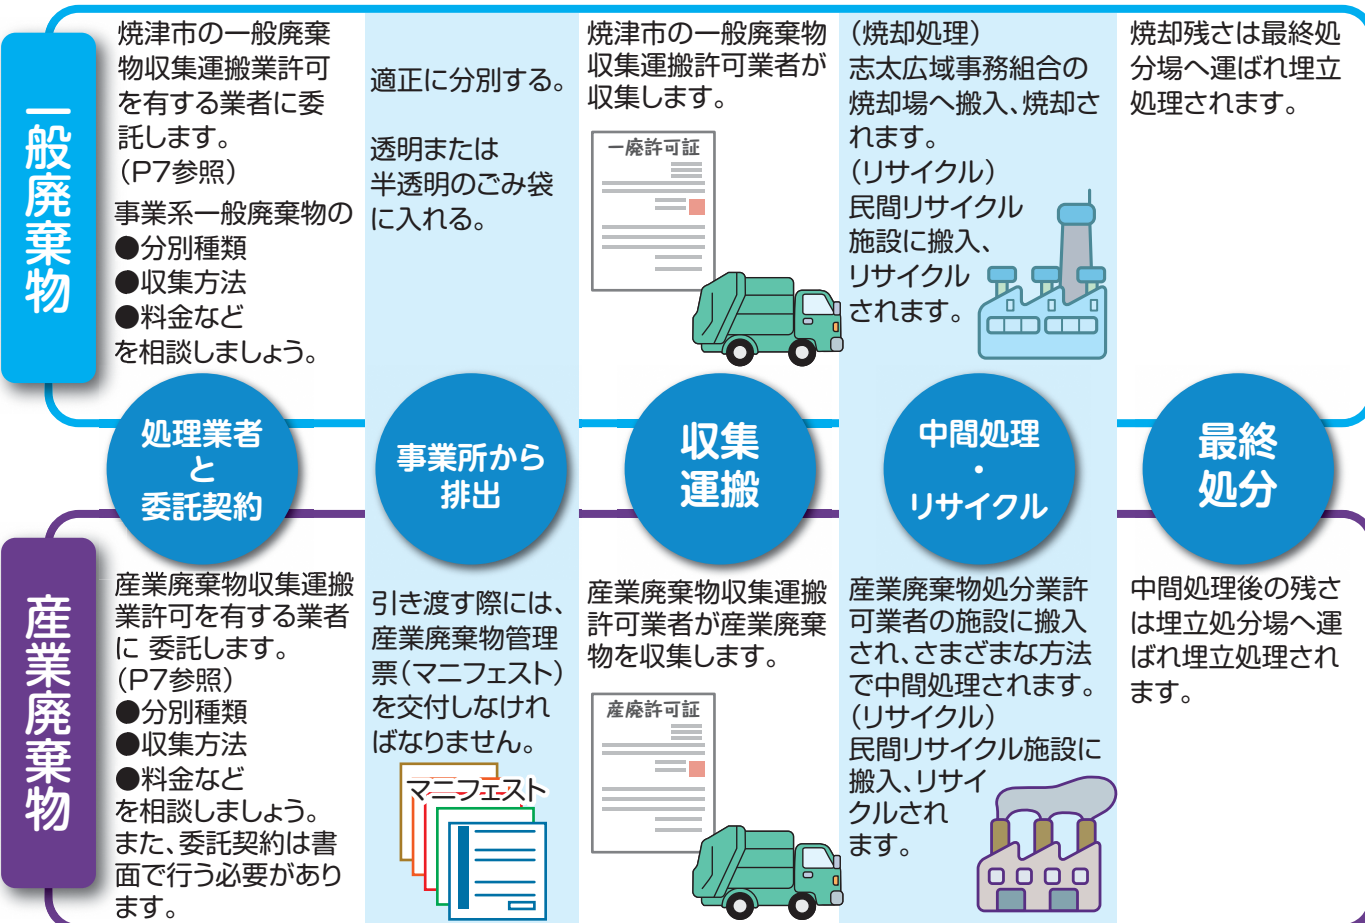 一般廃棄物
焼津市の一般廃棄
物収集運搬業許可
を有する業者に委
託します。
（P7参照）
事業系一般廃棄物の
●分別種類
●収集方法
●料金など
を相談しましょう。
適正に分別する。
透明または
半透明のごみ袋
に入れる。
焼津市の一般廃棄物
収集運搬許可業者が
収集します。
一廃許可証
（焼却処理）
志太広域事務組合の
焼却場へ搬入、焼却さ
れます。
（リサイクル）
民間リサイクル
施設に搬入、
リサイクル
されます。
焼却残さは最終処
分場へ運ばれ埋立
処理されます。
処理業者
と
委託契約
事業所から
排出
収集
運搬
中間処理
・
リサイクル
最終
処分
産業廃棄物
産業廃棄物収集運搬
業許可を有する業者
に 委託します。
（P7参照）
●分別種類
●収集方法
●料金など
を相談しましょう。
また、委託契約は書
面で行う必要があり
ます。
引き渡す際には、
産業廃棄物管理
票（マニフェスト）
を交付しなけれ
ばなりません。
マニフェスト
産業廃棄物収集運搬
許可業者が産業廃棄
物を収集します。
産廃許可証
産業廃棄物処分業許
可業者の施設に搬入
され、さまざまな方法
で中間処理されます。
（リサイクル）
民間リサイクル施設に
搬入、リサイ
クルされ
ます。
中間処理後の残さ
は埋立処分場へ運
ばれ埋立処理され
ます。